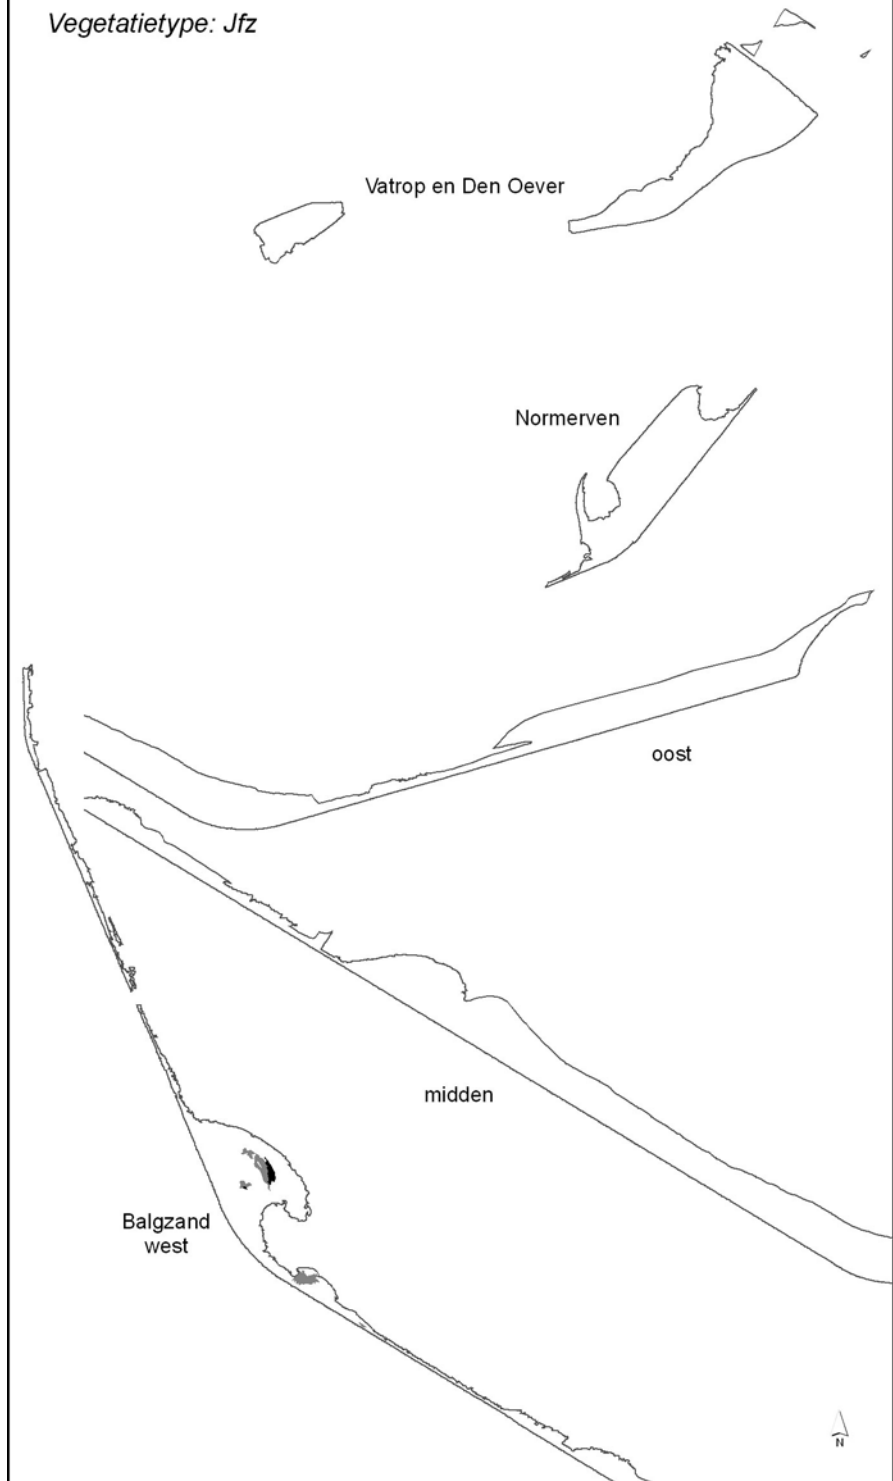 Vegetatietype: Jfz
Vatrop en Den Oever
Normerven
oost
midden
Balgzand
west
N